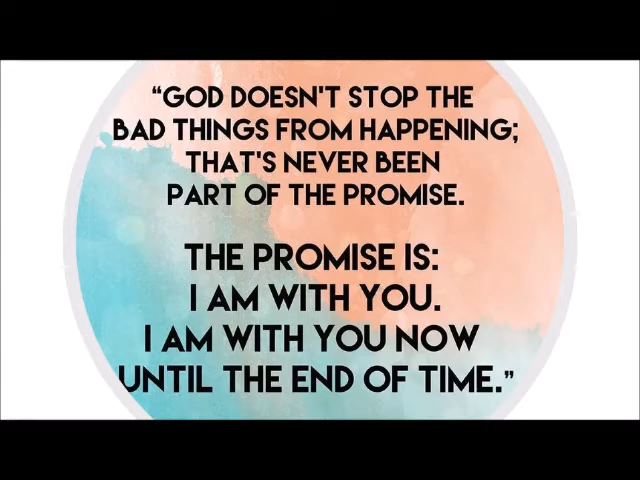 “GOD DOESN'T STOP THE
BAD THINGS FROM HAPPENING;
THAT'S NEVER BEEN
PART OF THE PROMISE.
THE PROMISE IS:
I AM WITH YOU.
I AM WITH YOU NOW
UNTIL THE END OF TIME.”